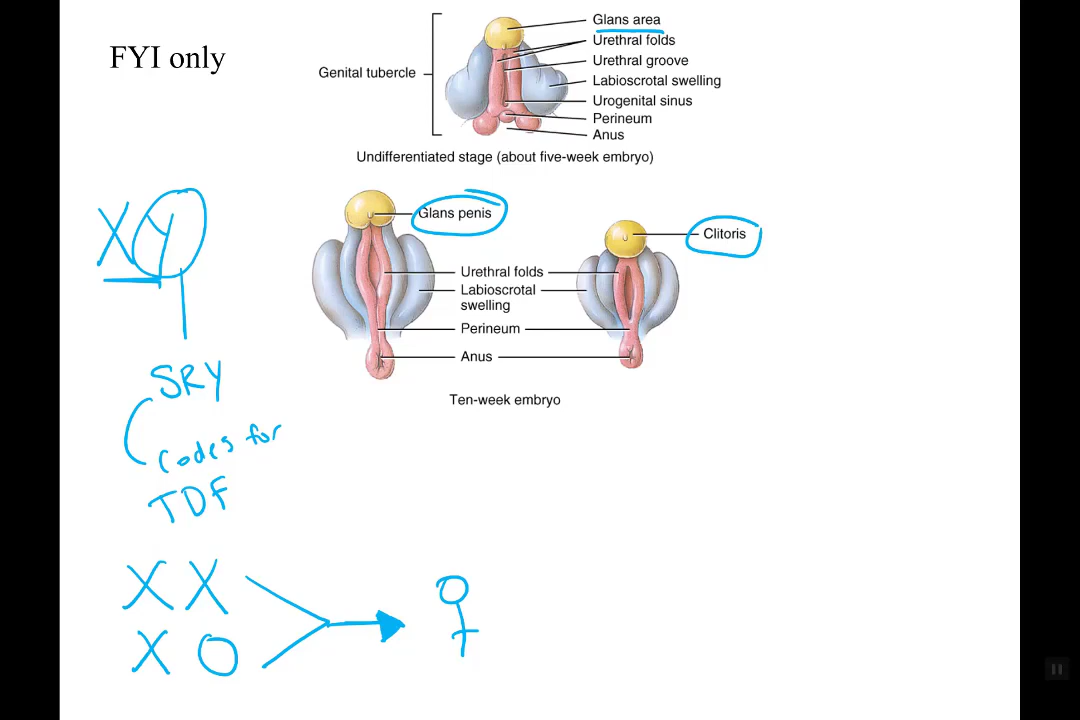 FYI only
Genital tubercle
Glans area
Urethral folds
Urethral groove
Labioscrotal swelling
Urogenital sinus
Perineum
Anus
Undifferentiated stage (about five-week embryo)
XY
Glans penis
Clitoris
Urethral folds
Labioscrotal
swelling
Perineum
Anus
Ten-week embryo
SRY
Codes for
TDF
XX
XO